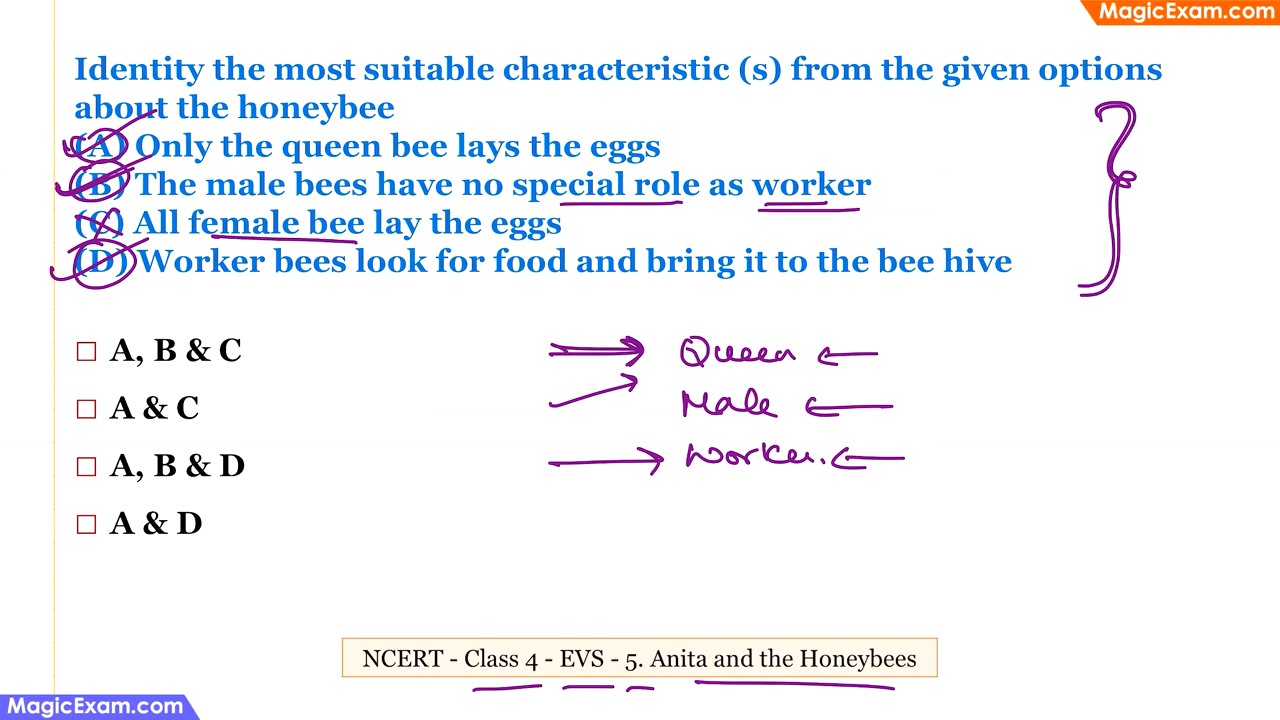 MagicExam.com
Identity the most suitable characteristic (s) from the given options
about the honeybee
(A) Only the queen bee lays the eggs
(B) The male bees have no special role as worker
(C) All female bee lay the eggs
(D) Worker bees look for food and bring it to the bee hive
A, B & C
Queen
A & C
Male
A, B & D
Worker.
A & D
NCERT - Class 4 - EVS - 5. Anita and the Honeybees
MagicExam.com